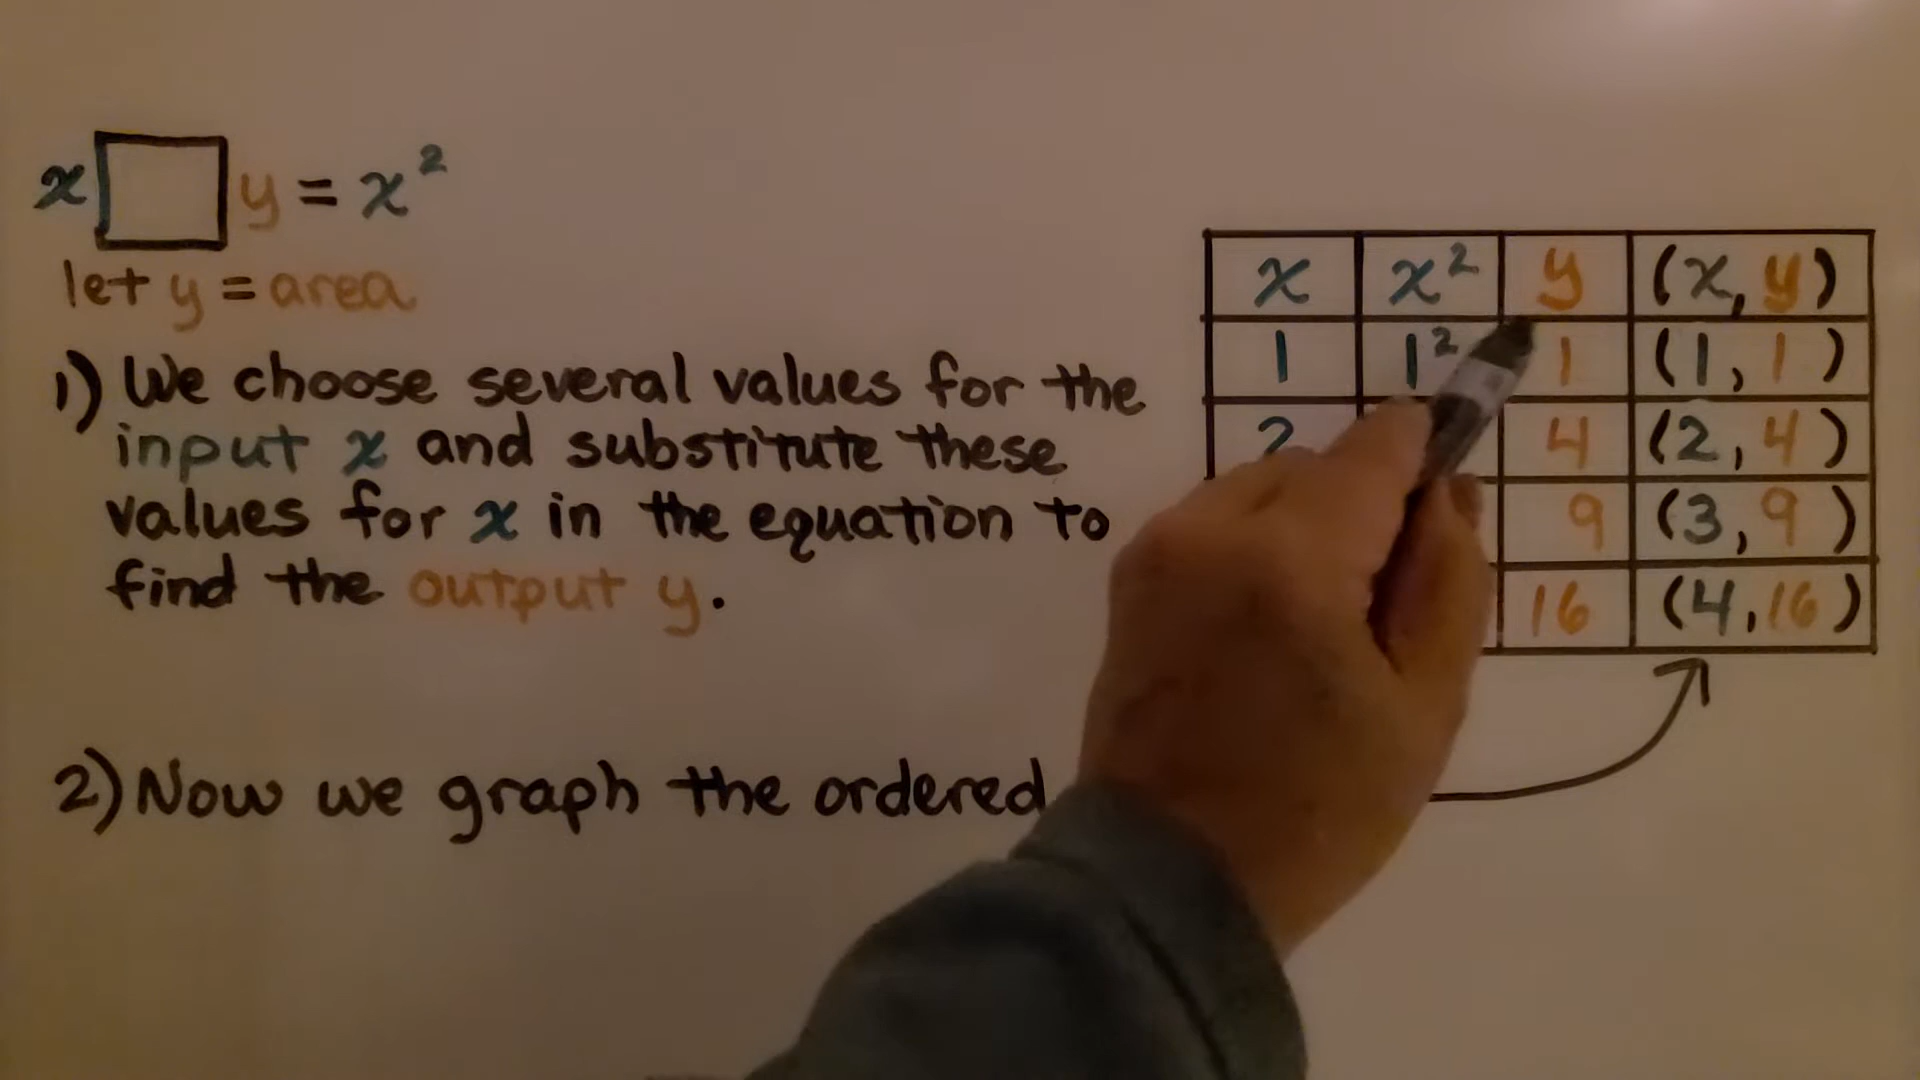 x y = x²
let y = area
1) We choose several values for the
input x and substitute these
values for x in the equation to
find the output y.
x x² y (x, y)
1 1² 1 (1, 1)
2 4 (2, 4)
9 (3, 9)
16 (4, 16)
2) Now we graph the ordered